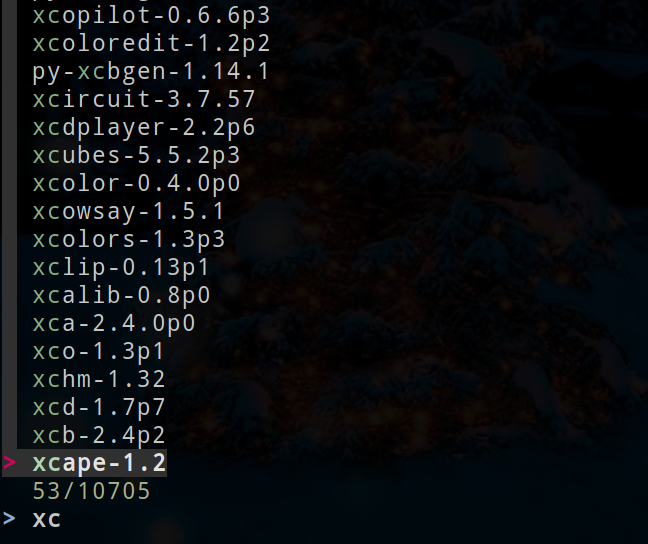 xcopilot-0.6.6p3
xcoloredit-1.2p2
py-xcbgen-1.14.1
xcircuit-3.7.57
xcdplayer-2.2p6
xcubes-5.5.2p3
xcolor-0.4.0p0
xcowsay-1.5.1
xcolors-1.3p3
xclip-0.13p1
xcalib-0.8p0
xca-2.4.0p0
xco-1.3p1
xchm-1.32
xcd-1.7p7
xcb-2.4p2
> xcape-1.2
53/10705
> xc